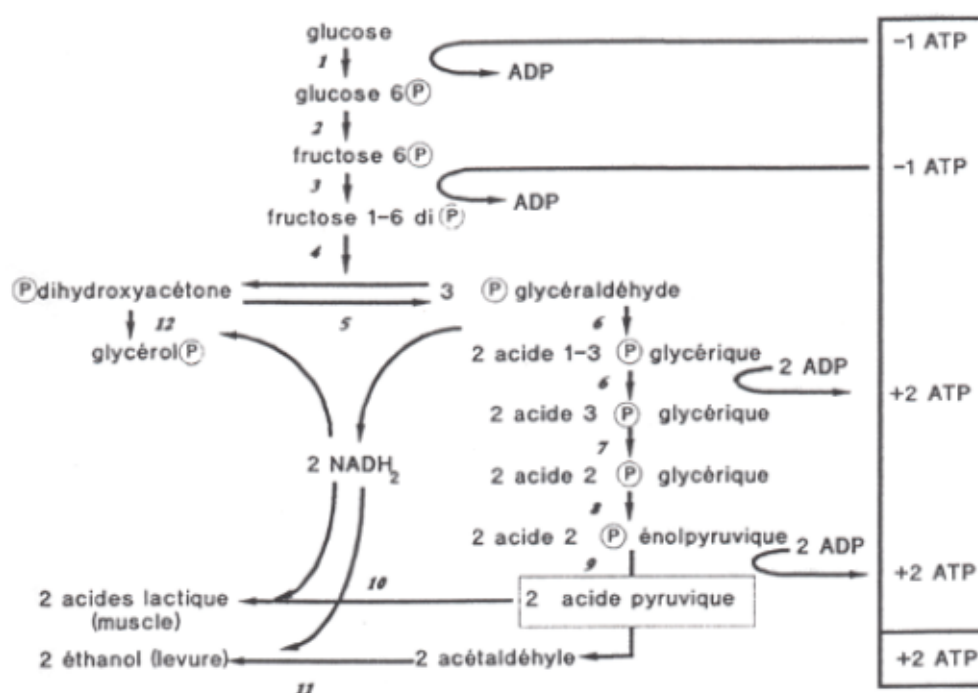 glucose
1
-1 ATP
ADP
glucose 6 P
2
fructose 6 P
-1 ATP
3
ADP
fructose 1-6 di P
4
P dihydroxyacétone
3 P glycéraldéhyde
5
12
6
glycérol P
2 acide 1-3 P glycérique
2 ADP
6
+2 ATP
2 acide 3 P glycérique
7
2 NADH2
2 acide 2 P glycérique
8
2 acide 2 P énolpyruvique
2 ADP
9
+2 ATP
10
2 acides lactique
(muscle)
2 acide pyruvique
2 éthanol (levure)
2 acétaldéhyle
+2 ATP
11